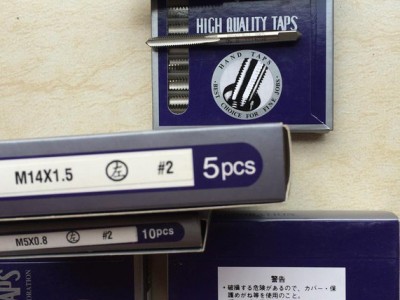 HIGH QUALITY TAPS
HAND TAPS
BEST CHOICE FOR FINE JOBS
M14X1.5 左 #2 5pcs
M5X0.8 左 #2 10pcs
APS
警告
・破損する危険があるので、カバー・保
護めがね等を使用のこと。